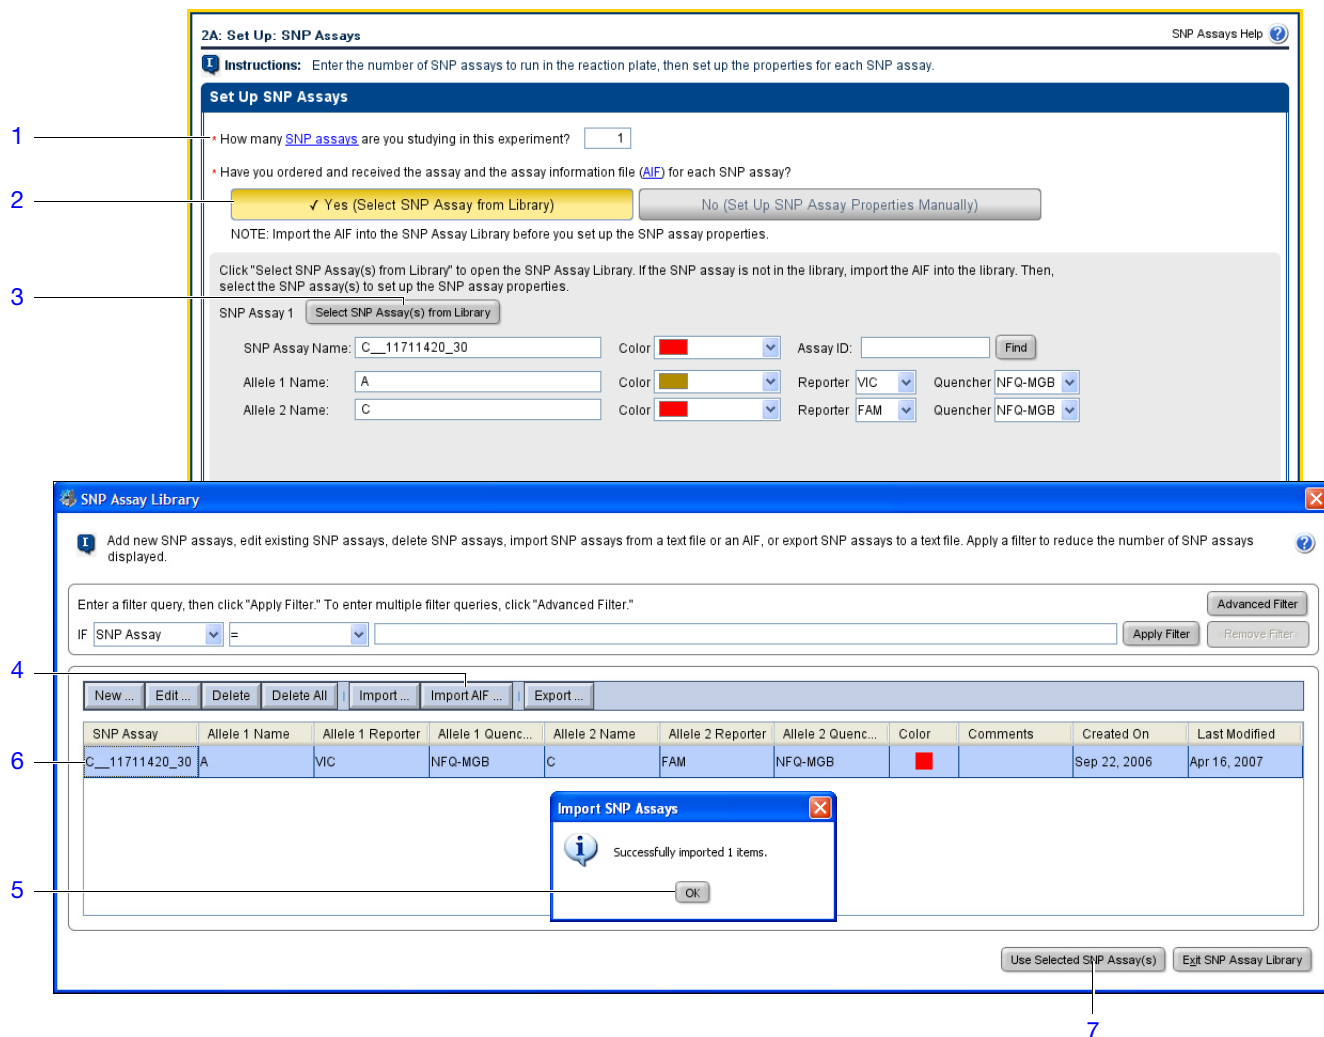 2A: Set Up: SNP Assays
SNP Assays Help
Instructions: Enter the number of SNP assays to run in the reaction plate, then set up the properties for each SNP assay.
Set Up SNP Assays
1
* How many SNP assays are you studying in this experiment? 1
* Have you ordered and received the assay and the assay information file (AIF) for each SNP assay?
2
✓ Yes (Select SNP Assay from Library)
No (Set Up SNP Assay Properties Manually)
NOTE: Import the AIF into the SNP Assay Library before you set up the SNP assay properties.
Click "Select SNP Assay(s) from Library" to open the SNP Assay Library. If the SNP assay is not in the library, import the AIF into the library. Then,
select the SNP assay(s) to set up the SNP assay properties.
3
SNP Assay 1 Select SNP Assay(s) from Library
SNP Assay Name: C__11711420_30 Color Assay ID: Find
Allele 1 Name: A Color Reporter VIC Quencher NFQ-MGB
Allele 2 Name: C Color Reporter FAM Quencher NFQ-MGB
SNP Assay Library
Add new SNP assays, edit existing SNP assays, delete SNP assays, import SNP assays from a text file or an AIF, or export SNP assays to a text file. Apply a filter to reduce the number of SNP assays
displayed.
Enter a filter query, then click "Apply Filter." To enter multiple filter queries, click "Advanced Filter."
Advanced Filter
IF SNP Assay = Apply Filter Remove Filter
4
New ... Edit ... Delete Delete All Import ... Import AIF ... Export ...
SNP Assay Allele 1 Name Allele 1 Reporter Allele 1 Quenc... Allele 2 Name Allele 2 Reporter Allele 2 Quenc... Color Comments Created On Last Modified
6
C__11711420_30 A VIC NFQ-MGB C FAM NFQ-MGB Sep 22, 2006 Apr 16, 2007
Import SNP Assays
Successfully imported 1 items.
5
OK
Use Selected SNP Assay(s) Exit SNP Assay Library
7